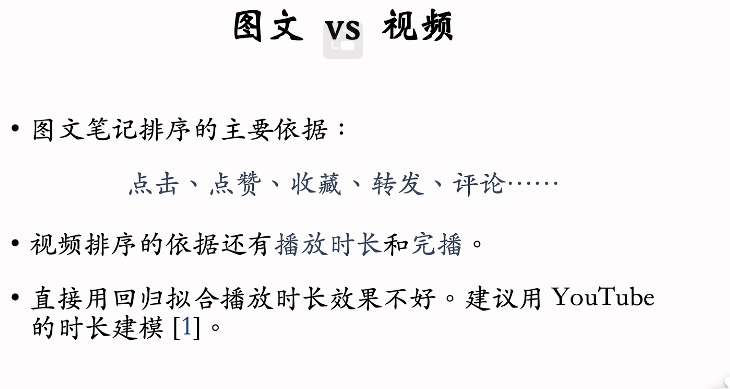 图文 vs 视频
• 图文笔记排序的主要依据：
点击、点赞、收藏、转发、评论……
• 视频排序的依据还有播放时长和完播。
• 直接用回归拟合播放时长效果不好。建议用 YouTube
的时长建模 [1]。